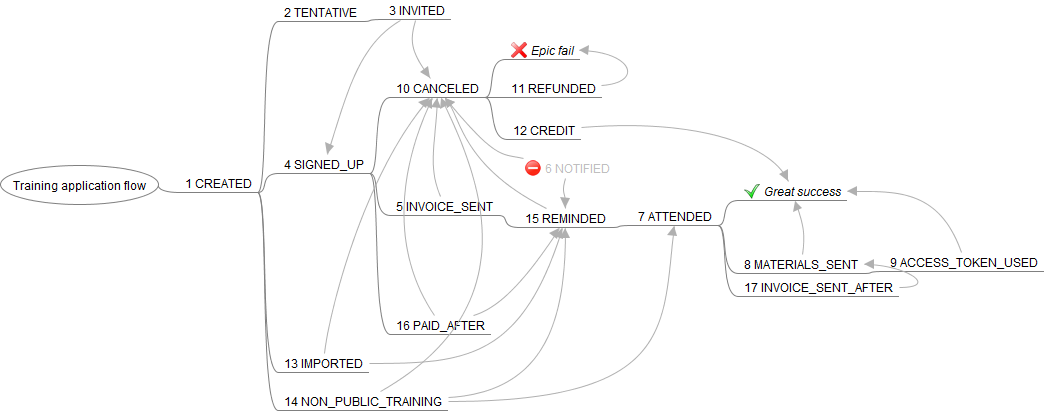 2 TENTATIVE
3 INVITED
Epic fail
10 CANCELED
11 REFUNDED
12 CREDIT
4 SIGNED_UP
6 NOTIFIED
Training application flow
1 CREATED
Great success
5 INVOICE_SENT
15 REMINDED
7 ATTENDED
8 MATERIALS_SENT
9 ACCESS_TOKEN_USED
17 INVOICE_SENT_AFTER
16 PAID_AFTER
13 IMPORTED
14 NON_PUBLIC_TRAINING